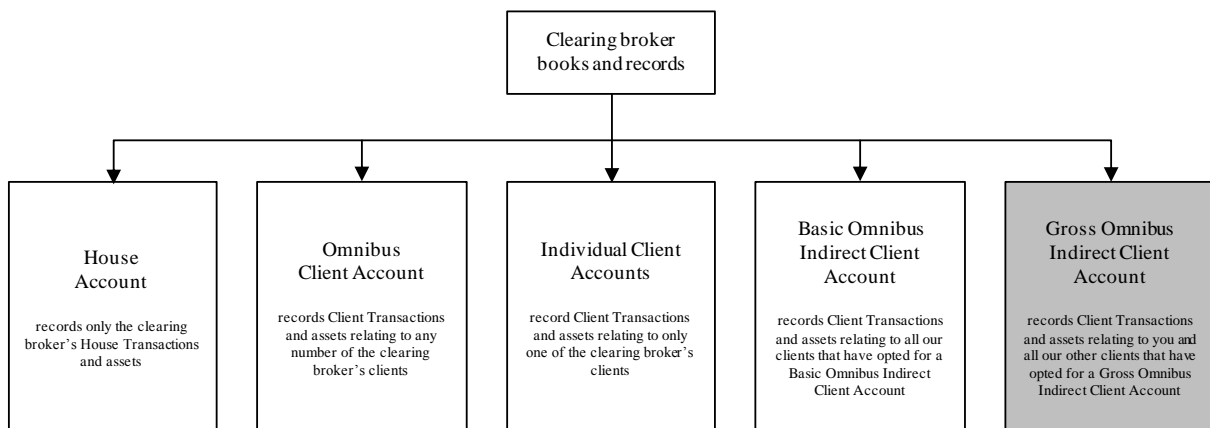 Clearing broker
books and records
House
Account
records only the clearing
broker's House Transactions
and assets
Omnibus
Client Account
records Client Transactions
and assets relating to any
number of the clearing
broker's clients
Individual Client
Accounts
record Client Transactions
and assets relating to only
one of the clearing broker's
clients
Basic Omnibus
Indirect Client
Account
records Client Transactions
and assets relating to all our
clients that have opted for a
Basic Omnibus Indirect
Client Account
Gross Omnibus
Indirect Client
Account
records Client Transactions
and assets relating to you and
all our other clients that have
opted for a Gross Omnibus
Indirect Client Account